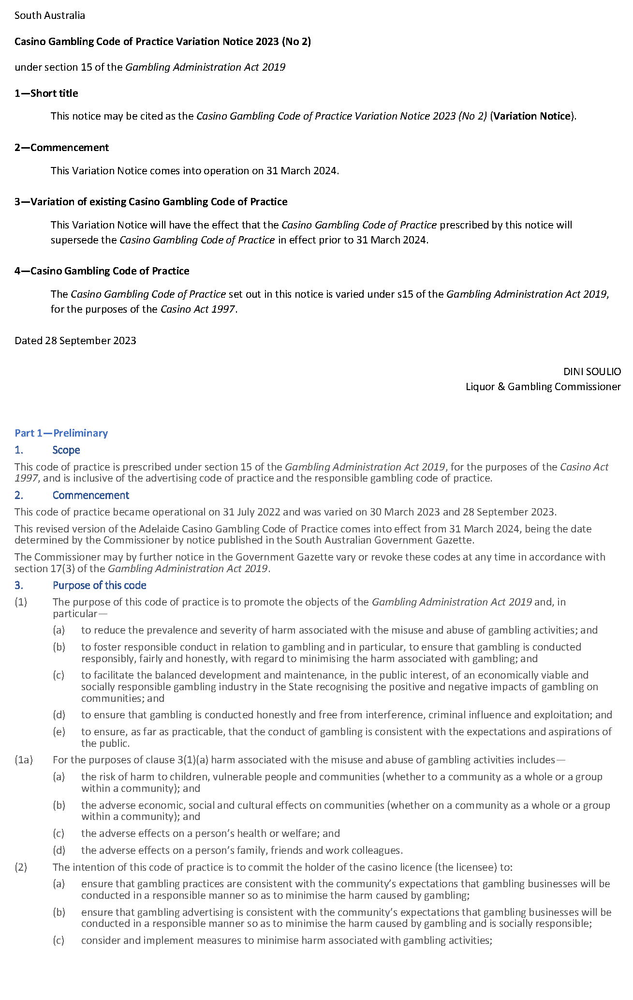 South Australia
Casino Gambling Code of Practice Variation Notice 2023 (No 2)
under section 15 of the Gambling Administration Act 2019
1—Short title
This notice may be cited as the Casino Gambling Code of Practice Variation Notice 2023 (No 2) (Variation Notice).
2—Commencement
This Variation Notice comes into operation on 31 March 2024.
3—Variation of existing Casino Gambling Code of Practice
This Variation Notice will have the effect that the Casino Gambling Code of Practice prescribed by this notice will
supersede the Casino Gambling Code of Practice in effect prior to 31 March 2024.
4—Casino Gambling Code of Practice
The Casino Gambling Code of Practice set out in this notice is varied under s15 of the Gambling Administration Act 2019,
for the purposes of the Casino Act 1997.
Dated 28 September 2023
DINI SOULIO
Liquor & Gambling Commissioner
Part 1—Preliminary
1. Scope
This code of practice is prescribed under section 15 of the Gambling Administration Act 2019, for the purposes of the Casino Act
1997, and is inclusive of the advertising code of practice and the responsible gambling code of practice.
2. Commencement
This code of practice became operational on 31 July 2022 and was varied on 30 March 2023 and 28 September 2023.
This revised version of the Adelaide Casino Gambling Code of Practice comes into effect from 31 March 2024, being the date
determined by the Commissioner by notice published in the South Australian Government Gazette.
The Commissioner may by further notice in the Government Gazette vary or revoke these codes at any time in accordance with
section 17(3) of the Gambling Administration Act 2019.
3. Purpose of this code
(1) The purpose of this code of practice is to promote the objects of the Gambling Administration Act 2019 and, in
particular—
(a) to reduce the prevalence and severity of harm associated with the misuse and abuse of gambling activities; and
(b) to foster responsible conduct in relation to gambling and in particular, to ensure that gambling is conducted
responsibly, fairly and honestly, with regard to minimising the harm associated with gambling; and
(c) to facilitate the balanced development and maintenance, in the public interest, of an economically viable and
socially responsible gambling industry in the State recognising the positive and negative impacts of gambling on
communities; and
(d) to ensure that gambling is conducted honestly and free from interference, criminal influence and exploitation; and
(e) to ensure, as far as practicable, that the conduct of gambling is consistent with the expectations and aspirations of
the public.
(1a) For the purposes of clause 3(1)(a) harm associated with the misuse and abuse of gambling activities includes—
(a) the risk of harm to children, vulnerable people and communities (whether to a community as a whole or a group
within a community); and
(b) the adverse economic, social and cultural effects on communities (whether on a community as a whole or a group
within a community); and
(c) the adverse effects on a person's health or welfare; and
(d) the adverse effects on a person's family, friends and work colleagues.
(2) The intention of this code of practice is to commit the holder of the casino licence (the licensee) to:
(a) ensure that gambling practices are consistent with the community's expectations that gambling businesses will be
conducted in a responsible manner so as to minimise the harm caused by gambling;
(b) ensure that gambling advertising is consistent with the community's expectations that gambling businesses will be
conducted in a responsible manner so as to minimise the harm caused by gambling and is socially responsible;
(c) consider and implement measures to minimise harm associated with gambling activities;